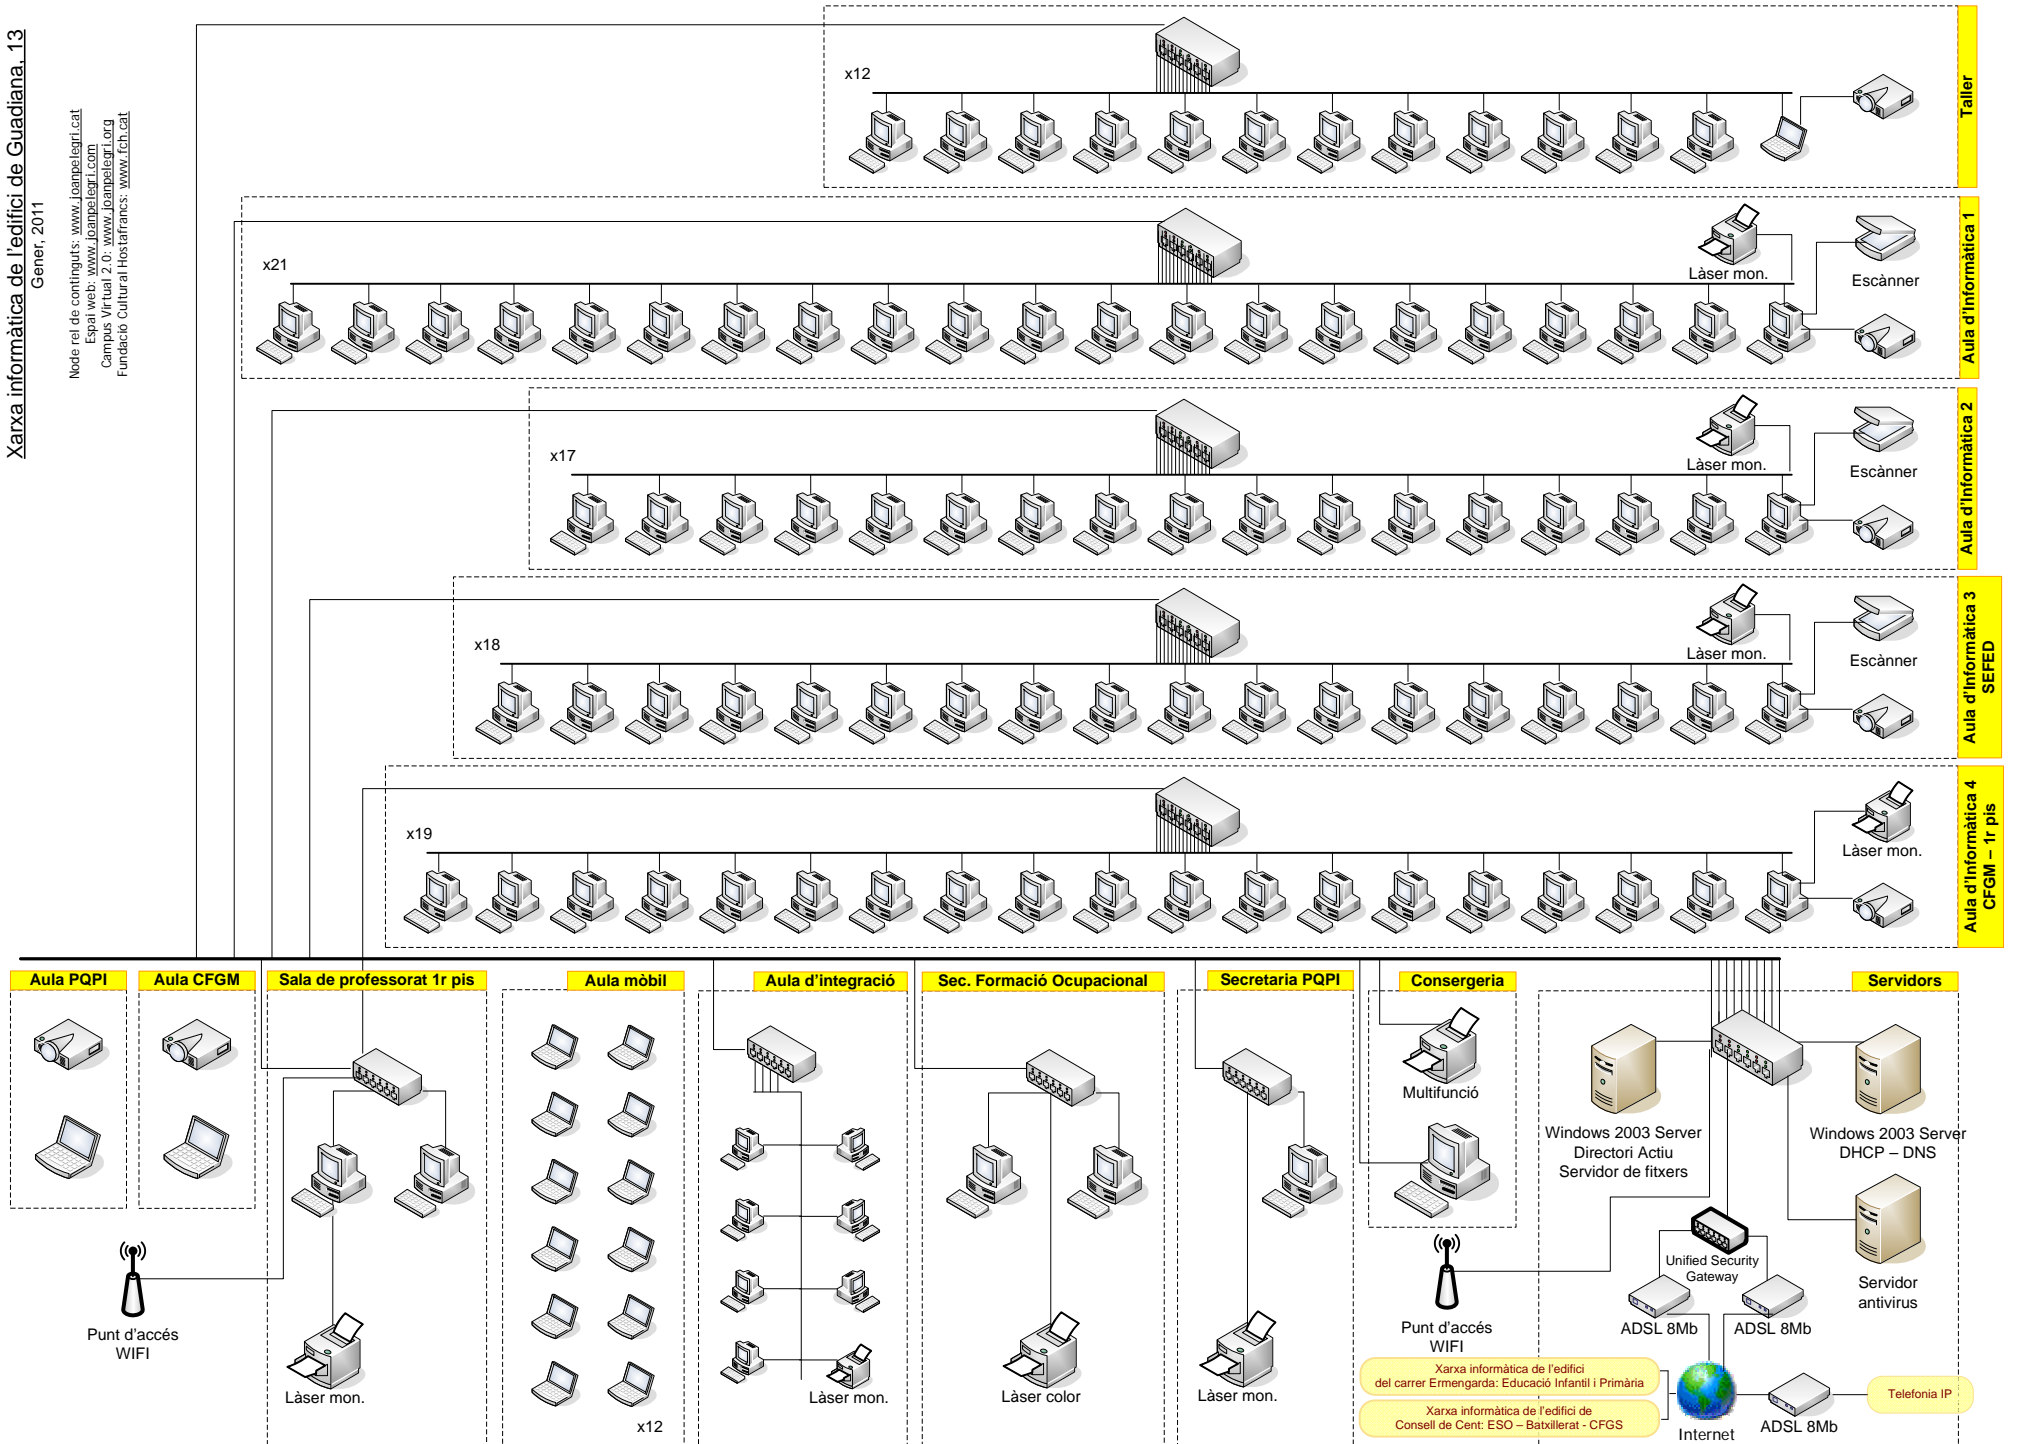 Xarxa informàtica de l'edifici de Guadiana, 13
Gener, 2011
Node rel de continguts: www.joanpelegri.cat
Espai web: www.joanpelegri.com
Campus Virtual 2.0: www.joanpelegri.org
Fundació Cultural Hostafrancs: www.fch.cat
x12
Taller
x21
Làser mon.
Escànner
Aula d'Informàtica 1
x17
Làser mon.
Escànner
Aula d'Informàtica 2
x18
Làser mon.
Escànner
Aula d'Informàtica 3
SEFED
x19
Làser mon.
Aula d'Informàtica 4
CFGM – 1r pis
Aula PQPI
Aula CFGM
Sala de professorat 1r pis
Aula mòbil
Aula d'integració
Sec. Formació Ocupacional
Secretaria PQPI
Consergeria
Servidors
Multifunció
Windows 2003 Server
Directori Actiu
Servidor de fitxers
Windows 2003 Server
DHCP – DNS
Unified Security
Gateway
Servidor
antivirus
ADSL 8Mb
ADSL 8Mb
Punt d'accés
WIFI
Làser mon.
x12
Làser mon.
Làser color
Làser mon.
Punt d'accés
WIFI
Xarxa informàtica de l'edifici
del carrer Ermengarda: Educació Infantil i Primària
Xarxa informàtica de l'edifici de
Consell de Cent: ESO – Batxillerat - CFGS
Internet
ADSL 8Mb
Telefonia IP